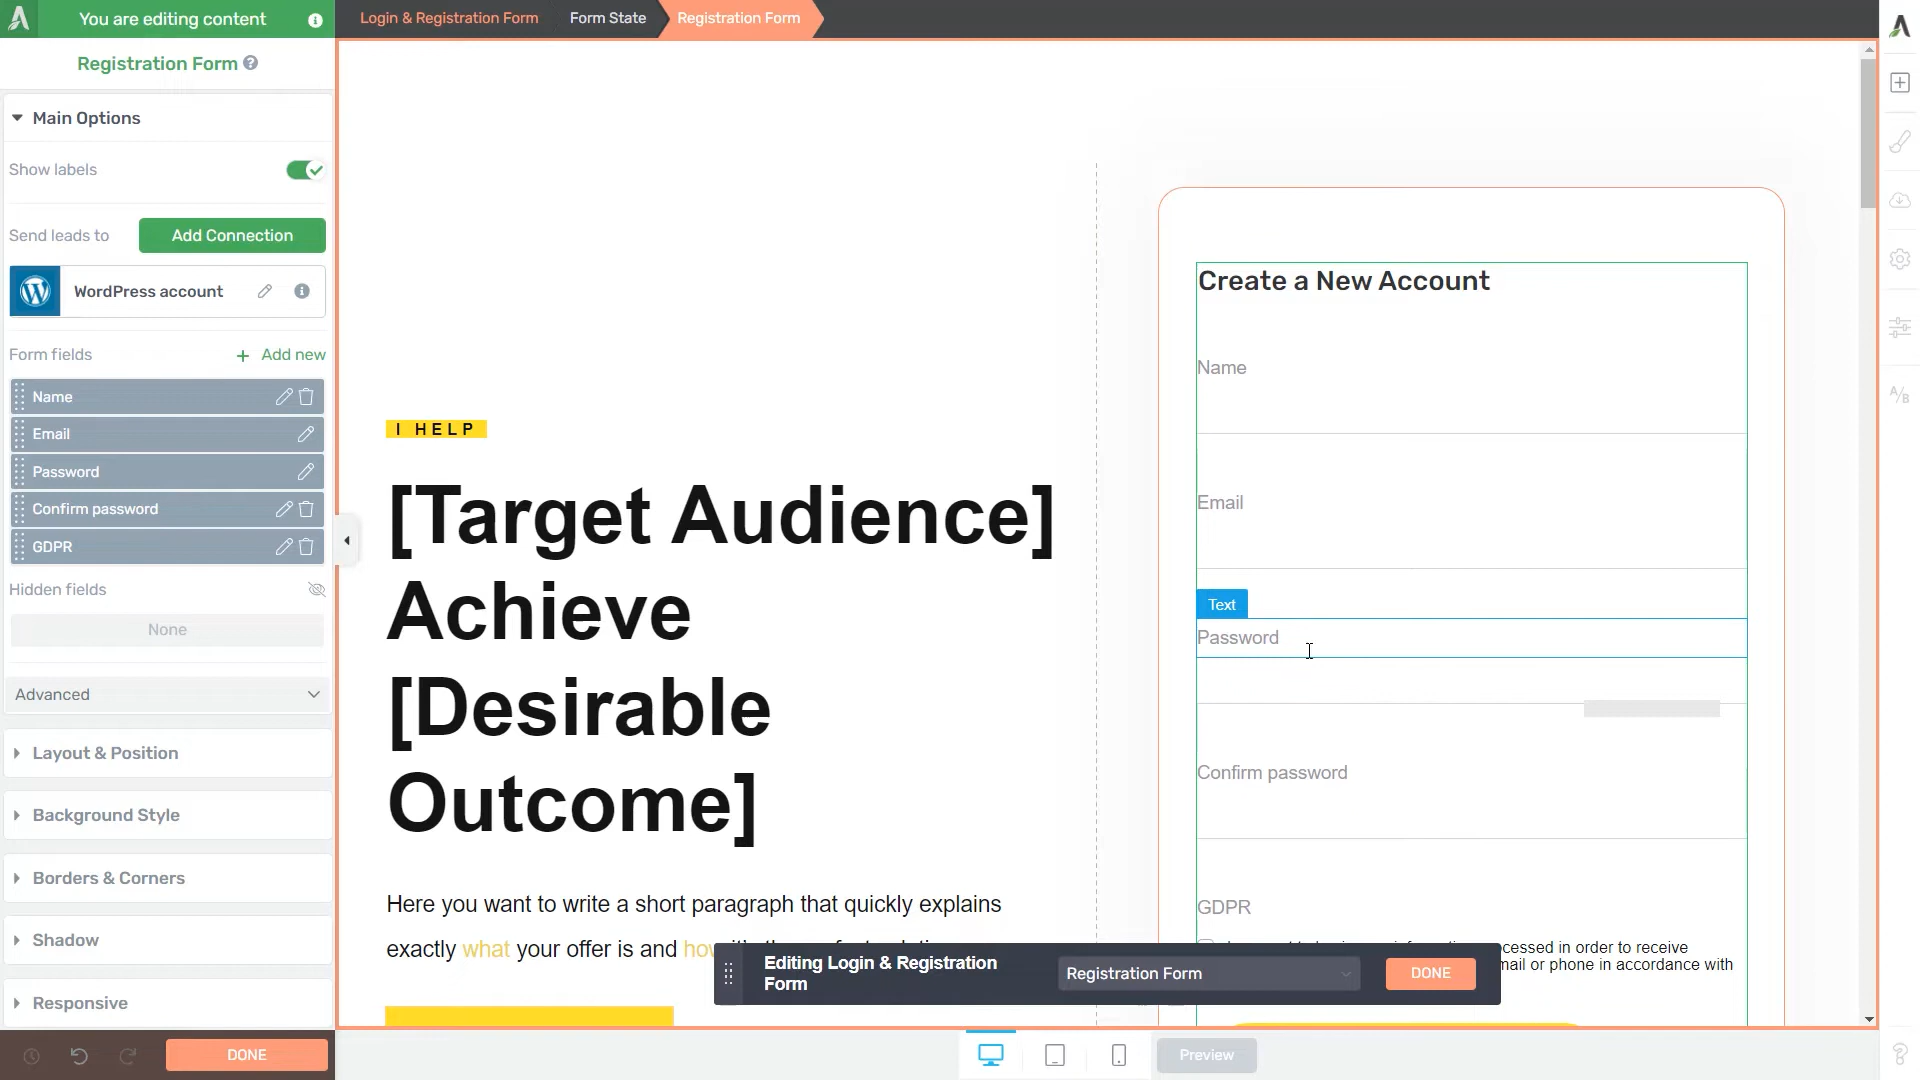 You are editing content
Login & Registration Form
Form State
Registration Form
Registration Form
Main Options
Show labels
Send leads to
Add Connection
WordPress account
Form fields
+ Add new
Name
Email
Password
Confirm password
GDPR
Hidden fields
None
Advanced
Layout & Position
Background Style
Borders & Corners
Shadow
Responsive
DONE
I HELP
[Target Audience]
Achieve
[Desirable
Outcome]
Here you want to write a short paragraph that quickly explains
exactly what your offer is and how
Create a New Account
Name
Email
Text
Password
Confirm password
GDPR
ocessed in order to receive
mail or phone in accordance with
Editing Login & Registration
Form
Registration Form
DONE
Preview
A/B